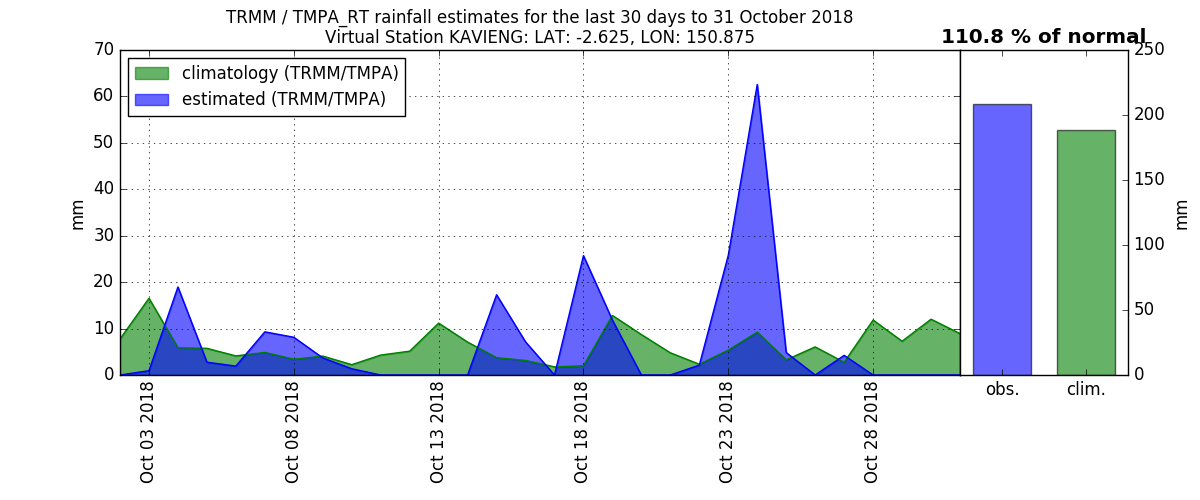 TRMM / TMPA_RT rainfall estimates for the last 30 days to 31 October 2018
Virtual Station KAVIENG: LAT: -2.625, LON: 150.875
110.8 % of normal
climatology (TRMM/TMPA)
estimated (TRMM/TMPA)
mm
70
60
50
40
30
20
10
0
Oct 03 2018
Oct 08 2018
Oct 13 2018
Oct 18 2018
Oct 23 2018
Oct 28 2018
250
200
150
100
50
0
mm
obs.
clim.